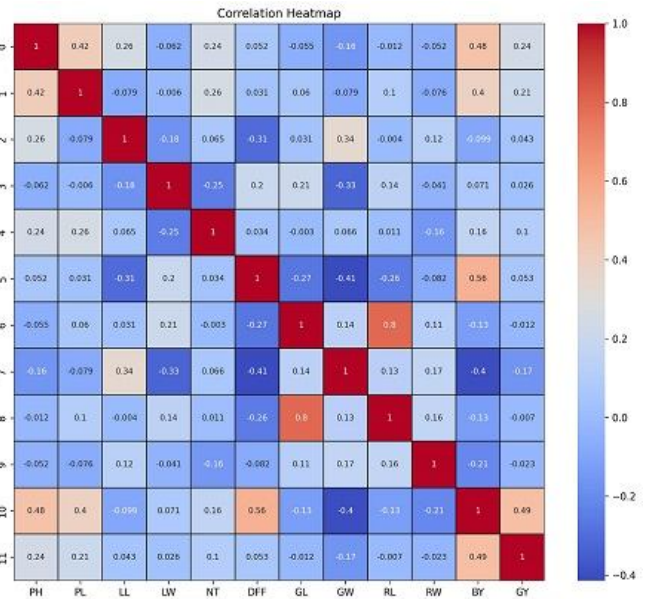 Correlation Heatmap
0 1 0.42 0.26 -0.062 0.24 0.052 -0.055 -0.16 -0.012 -0.052 0.48 0.24
1 0.42 1 -0.079 -0.006 0.26 0.031 0.06 -0.079 0.1 -0.076 0.4 0.21
2 0.26 -0.079 1 -0.18 0.065 -0.31 0.031 0.34 -0.004 0.12 -0.099 0.043
3 -0.062 -0.006 -0.18 1 -0.25 0.2 0.21 -0.33 0.14 -0.041 0.071 0.026
4 0.24 0.26 0.065 -0.25 1 0.034 -0.003 0.066 0.011 -0.16 0.16 0.1
5 0.052 0.031 -0.31 0.2 0.034 1 -0.27 -0.41 -0.26 -0.082 0.56 0.053
6 -0.055 0.06 0.031 0.21 -0.003 -0.27 1 0.14 0.8 0.11 -0.13 -0.012
7 -0.16 -0.079 0.34 -0.33 0.066 -0.41 0.14 1 0.13 0.17 -0.4 -0.17
8 -0.012 0.1 -0.004 0.14 0.011 -0.26 0.8 0.13 1 0.16 -0.13 -0.007
9 -0.052 -0.076 0.12 -0.041 -0.16 -0.082 0.11 0.17 0.16 1 -0.21 -0.023
10 0.48 0.4 -0.099 0.071 0.16 0.56 -0.13 -0.4 -0.13 -0.21 1 0.49
11 0.24 0.21 0.043 0.026 0.1 0.053 -0.012 -0.17 -0.007 -0.023 0.49 1
PH PL LL LW NT DFF GL GW RL RW BY GY
1.0
0.8
0.6
0.4
0.2
0.0
-0.2
-0.4